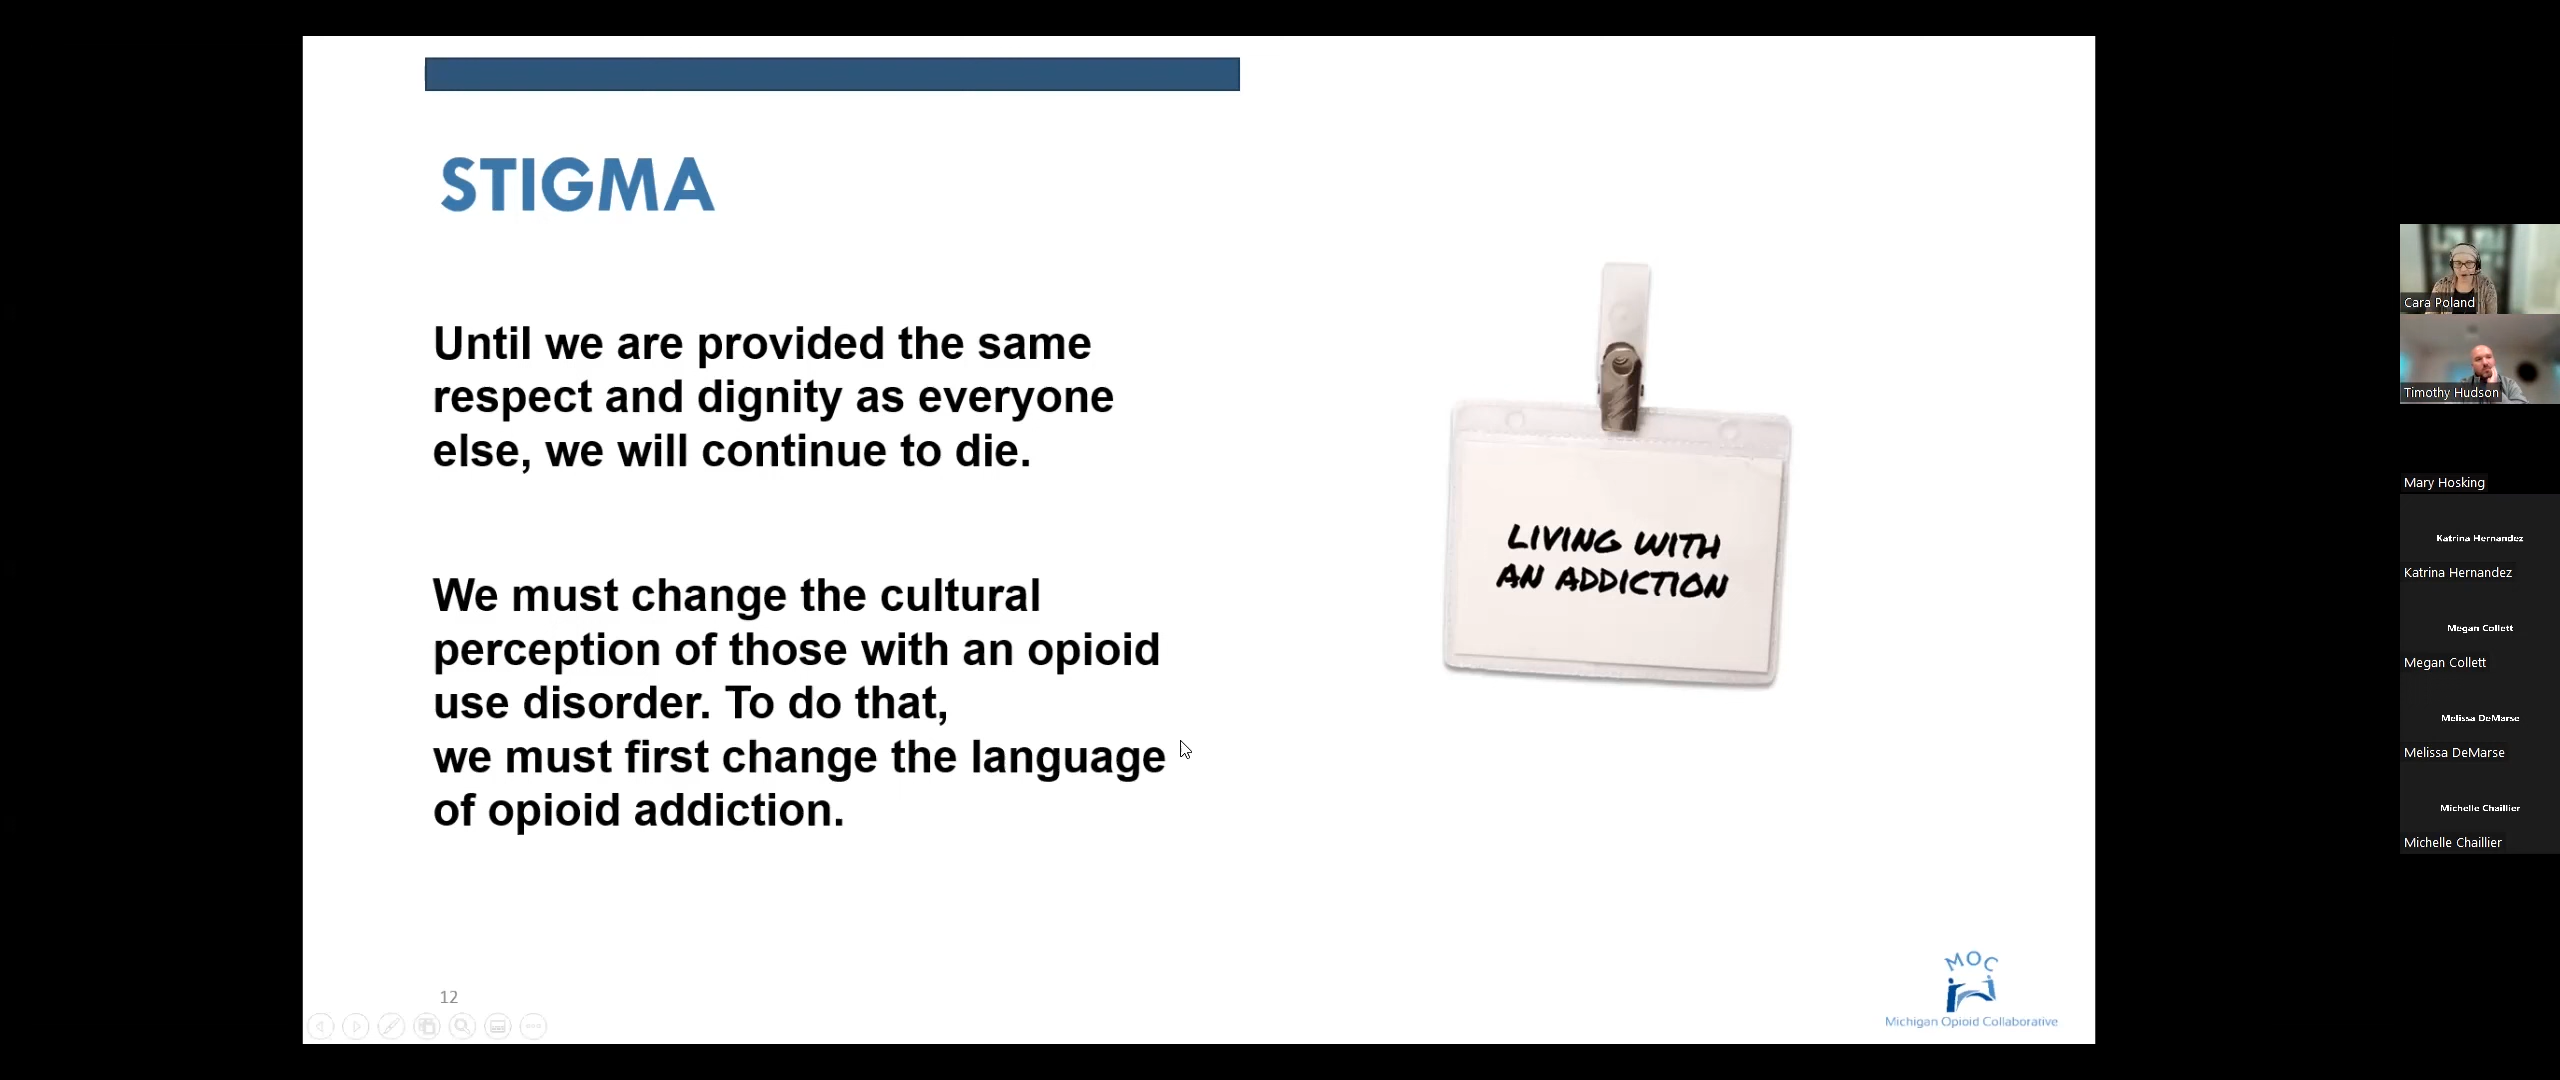 STIGMA
Until we are provided the same
respect and dignity as everyone
else, we will continue to die.
We must change the cultural
perception of those with an opioid
use disorder. To do that,
we must first change the language
of opioid addiction.
LIVING WITH
AN ADDICTION
12
MOC
Michigan Opioid Collaborative
Cara Poland
Timothy Hudson
Mary Hosking
Katrina Hernandez
Katrina Hernandez
Megan Collett
Megan Collett
Melissa DeMarse
Melissa DeMarse
Michelle Chaillier
Michelle Chaillier